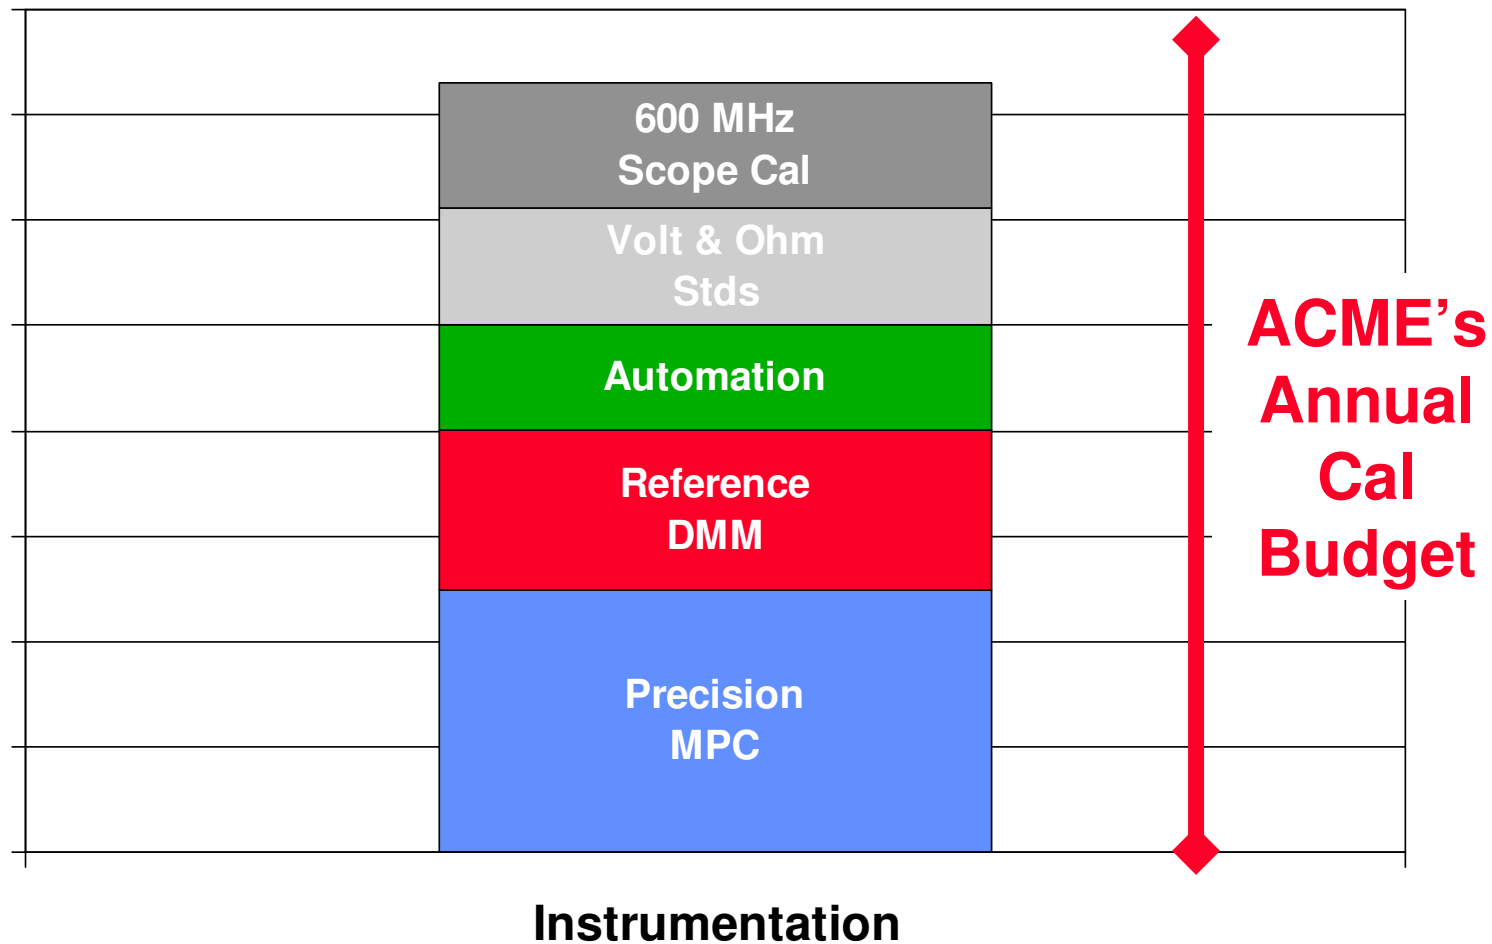 600 MHz
Scope Cal
Volt & Ohm
Stds
Automation
Reference
DMM
Precision
MPC
ACME’s
Annual
Cal
Budget
Instrumentation